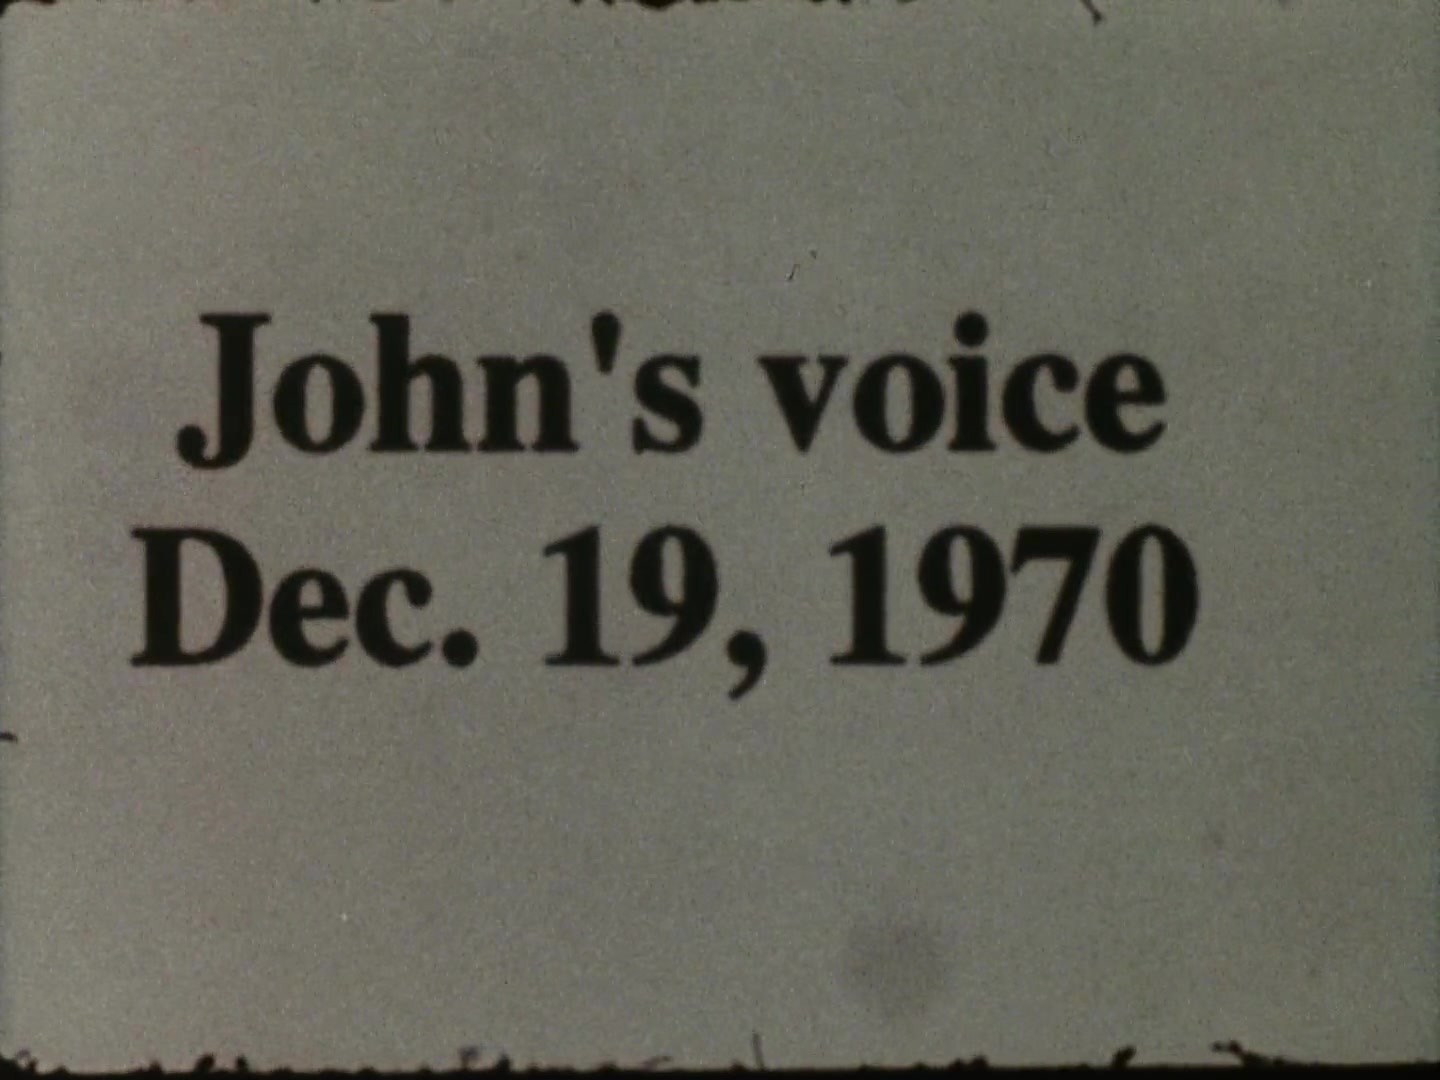 John's voice
Dec. 19, 1970